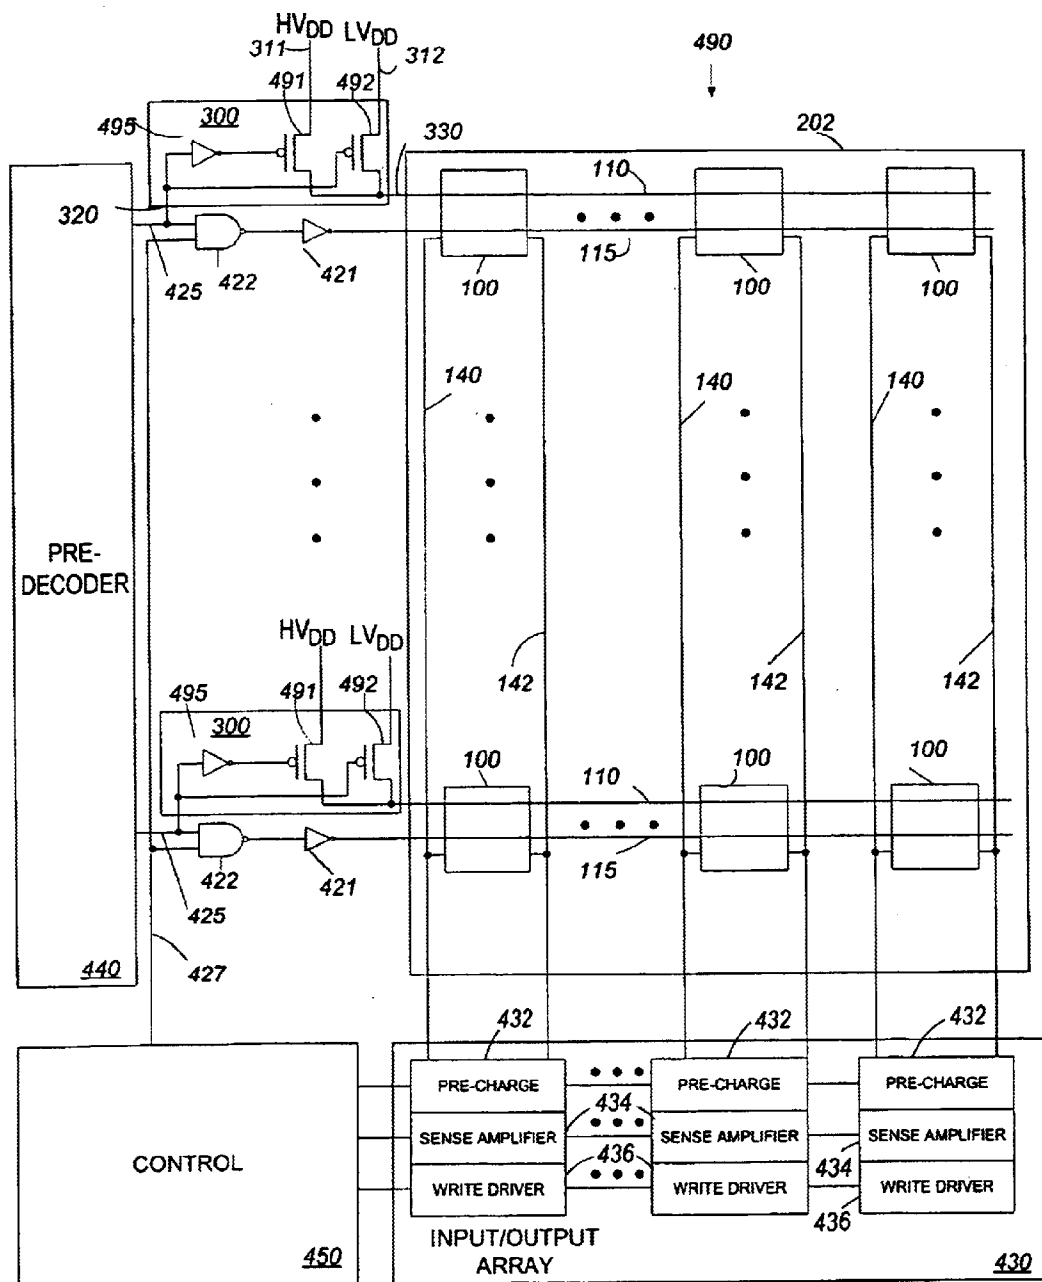 HVDD LVDD
311
312
490
491
492
495
300
202
330
110
320
115
425
422
421
100
100
100
140
140
140
PRE-
DECODER
142
142
142
HVDD LVDD
495
300
491
492
100
110
100
100
422
421
115
425
440
427
432
432
432
PRE-CHARGE
PRE-CHARGE
PRE-CHARGE
434
SENSE AMPLIFIER
SENSE AMPLIFIER
SENSE AMPLIFIER
434
436
WRITE DRIVER
WRITE DRIVER
WRITE DRIVER
436
CONTROL
450
INPUT/OUTPUT
ARRAY
430